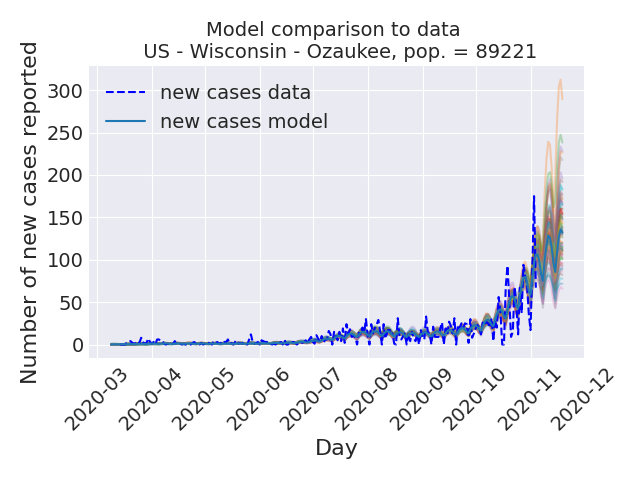 Model comparison to data
US - Wisconsin - Ozaukee, pop. = 89221
Number of new cases reported
300
250
200
150
100
50
0
new cases data
new cases model
2020-03
2020-04
2020-05
2020-06
2020-07
2020-08
2020-09
2020-10
2020-11
2020-12
Day